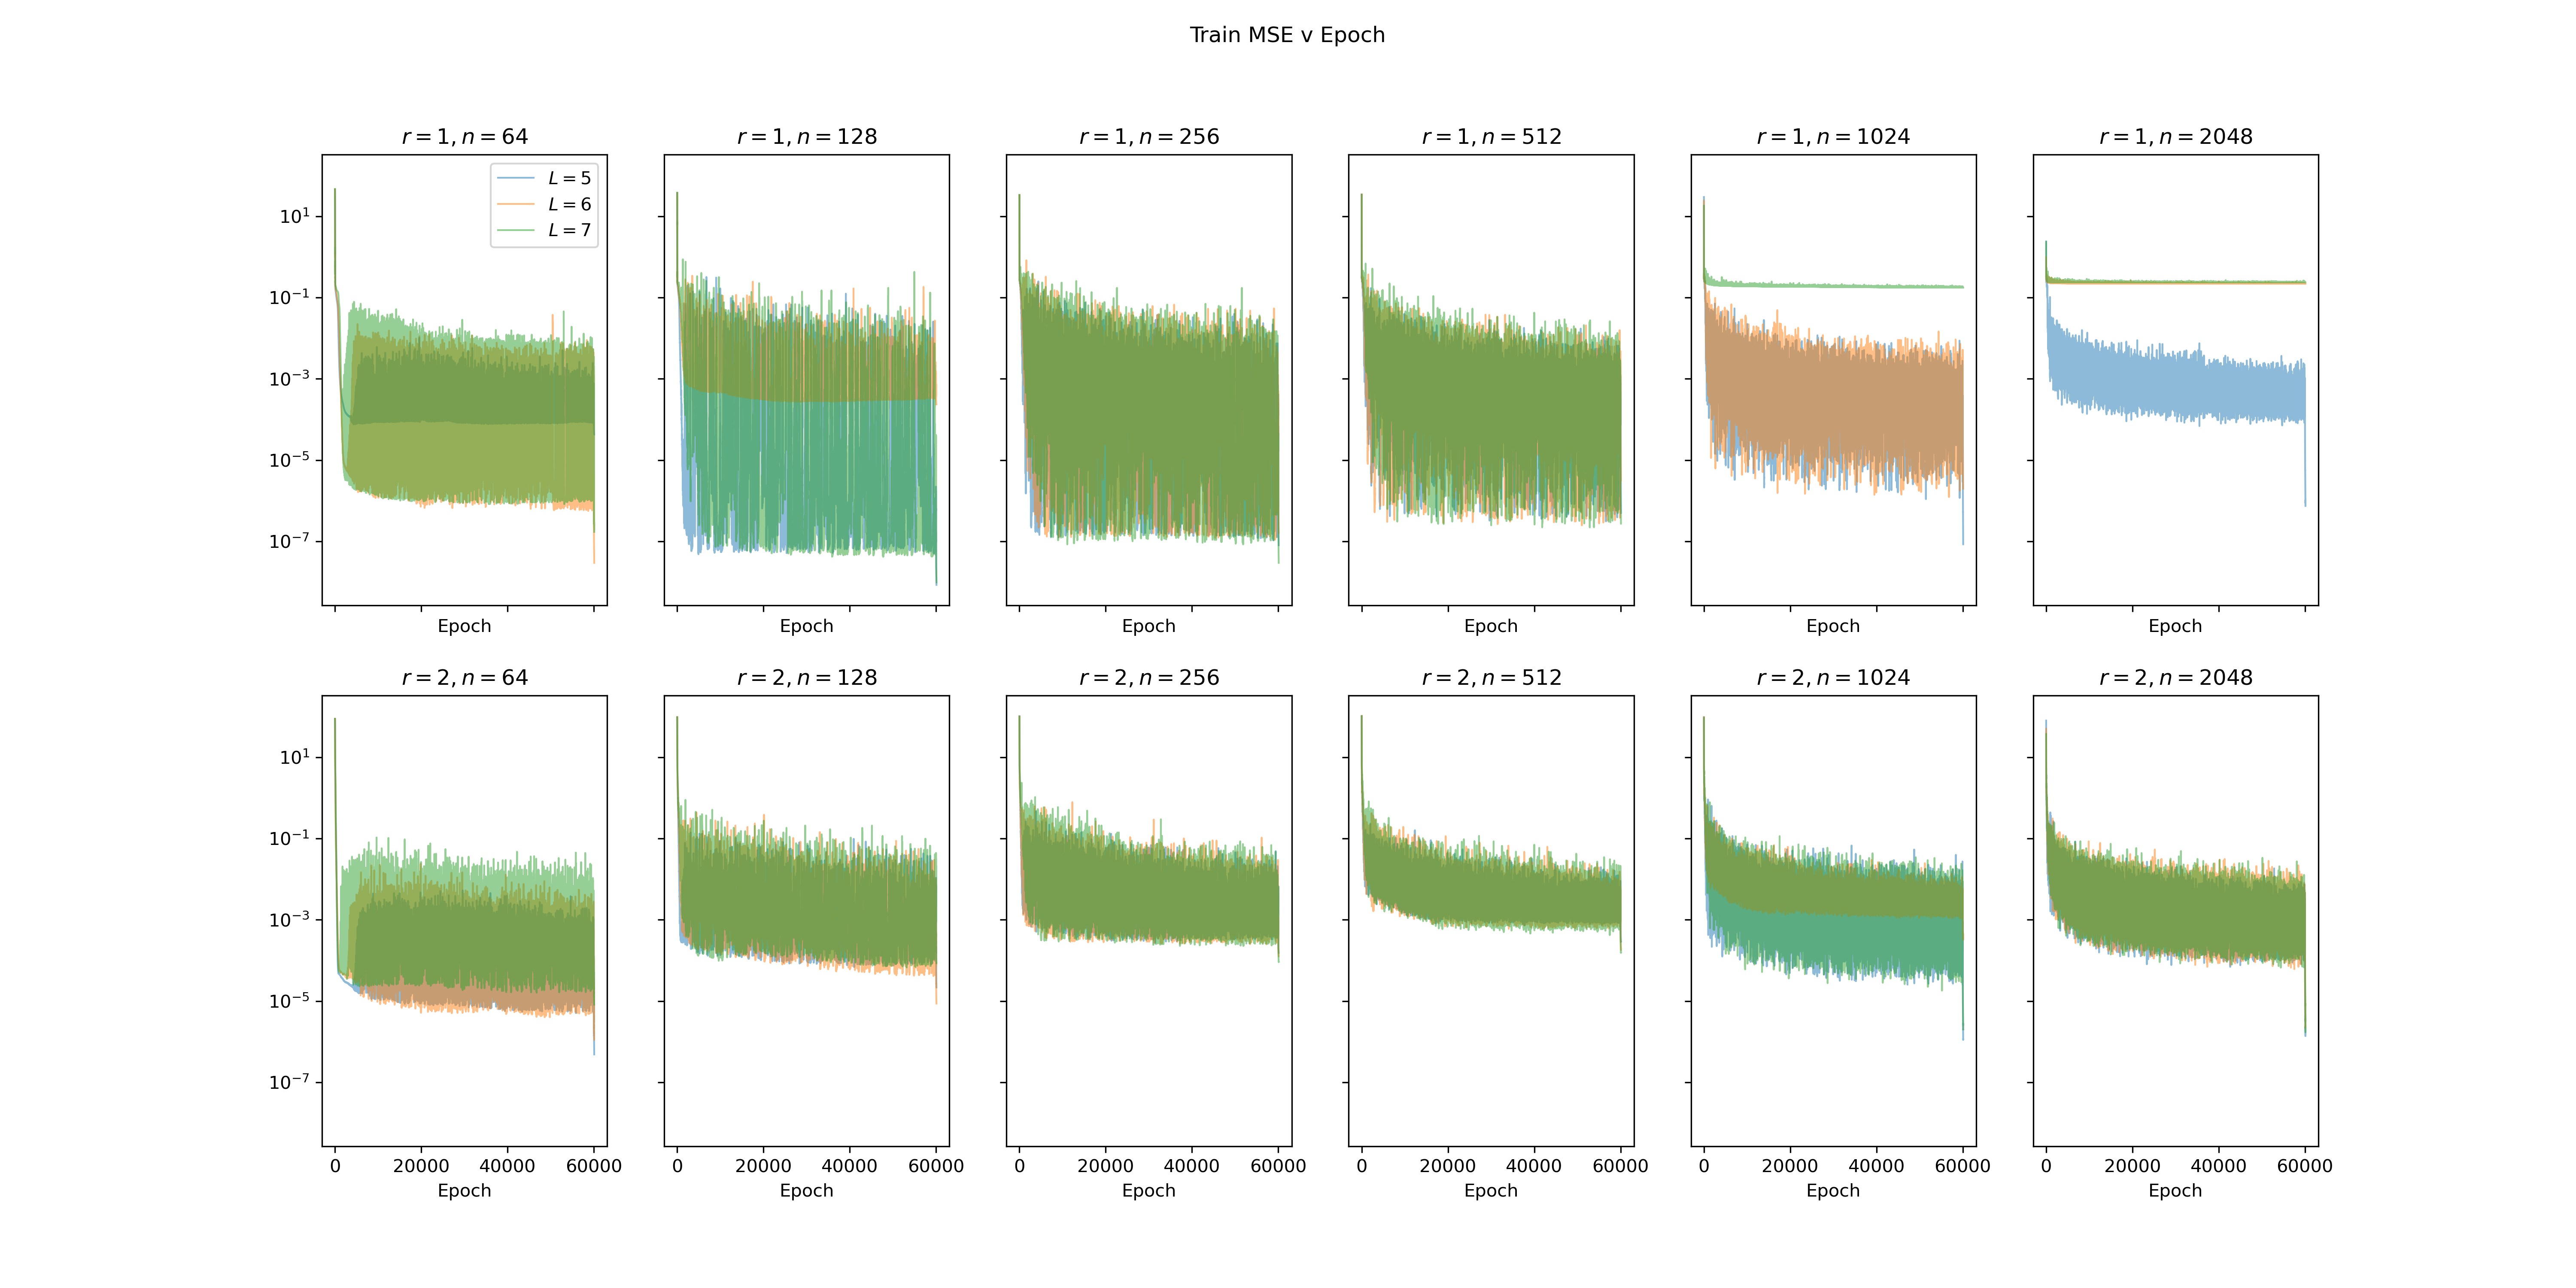 Train MSE v Epoch
r = 1, n = 64
r = 1, n = 128
r = 1, n = 256
r = 1, n = 512
r = 1, n = 1024
r = 1, n = 2048
L = 5
L = 6
L = 7
10¹
10⁻¹
10⁻³
10⁻⁵
10⁻⁷
Epoch
Epoch
Epoch
Epoch
Epoch
Epoch
r = 2, n = 64
r = 2, n = 128
r = 2, n = 256
r = 2, n = 512
r = 2, n = 1024
r = 2, n = 2048
10¹
10⁻¹
10⁻³
10⁻⁵
10⁻⁷
0 20000 40000 60000
0 20000 40000 60000
0 20000 40000 60000
0 20000 40000 60000
0 20000 40000 60000
0 20000 40000 60000
Epoch
Epoch
Epoch
Epoch
Epoch
Epoch